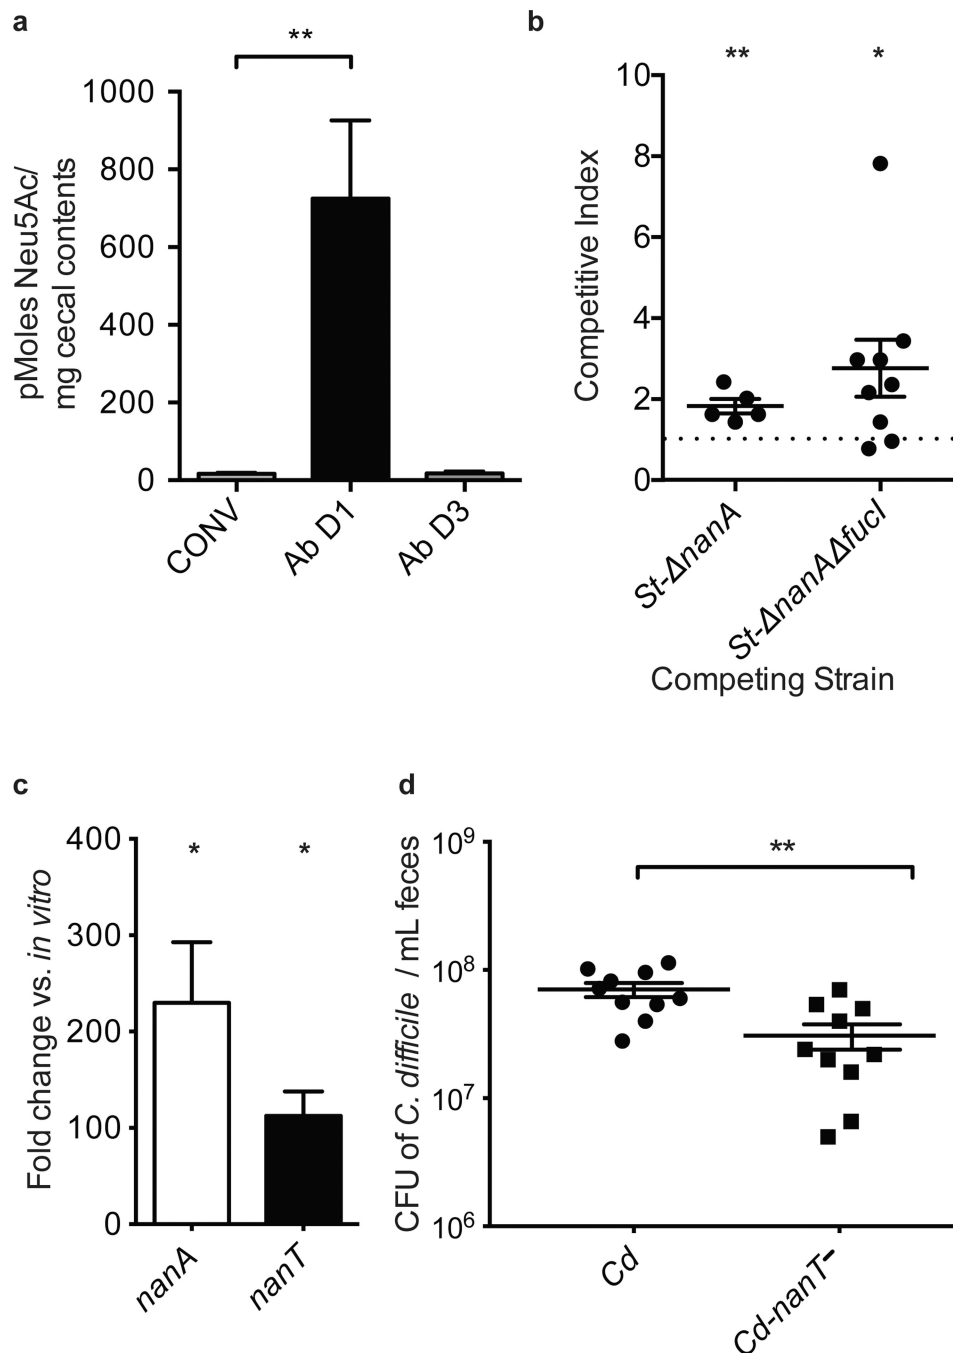 a
**
pMoles Neu5Ac/
mg cecal contents
1000
800
600
400
200
0
CONV
Ab D1
Ab D3
b
** *
Competitive Index
10
8
6
4
2
0
St-ΔnanA
St-ΔnanAΔfucI
Competing Strain
c
Fold change vs. in vitro
400
300
200
100
0
* *
nanA
nanT
d
CFU of C. difficile / mL feces
10⁹
10⁸
10⁷
10⁶
**
Cd
Cd-nanT⁻